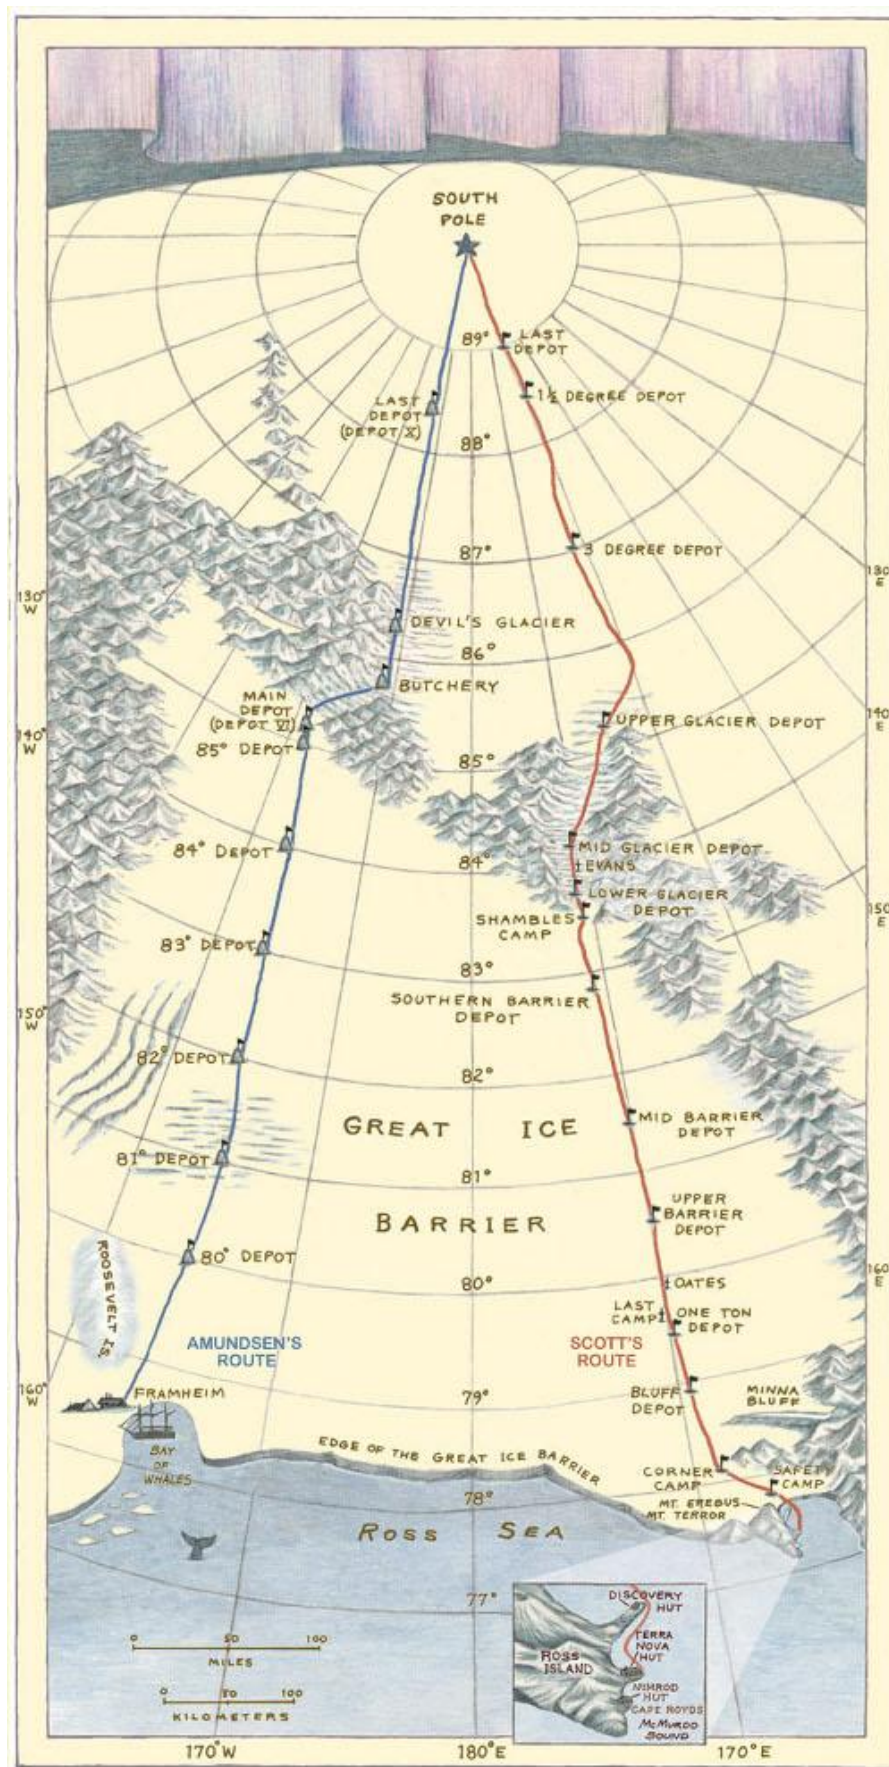 SOUTH
POLE
89°
LAST
DEPOT
LAST
DEPOT
(DEPOT X)
1½ DEGREE DEPOT
88°
87°
3 DEGREE DEPOT
130°
W
130°
E
DEVIL'S GLACIER
86°
BUTCHERY
MAIN
DEPOT
(DEPOT VI)
85° DEPOT
UPPER GLACIER DEPOT
140°
W
140°
E
85°
84° DEPOT
84°
MID GLACIER DEPOT
EVANS
LOWER GLACIER
DEPOT
SHAMBLES
CAMP
150°
E
83° DEPOT
83°
SOUTHERN BARRIER
DEPOT
150°
W
82° DEPOT
82°
GREAT ICE
MID BARRIER
DEPOT
81° DEPOT
81°
BARRIER
UPPER
BARRIER
DEPOT
80° DEPOT
80°
ROOSEVELT IS.
OATES
160°
E
LAST
CAMP
ONE TON
DEPOT
AMUNDSEN'S
ROUTE
SCOTT'S
ROUTE
160°
W
FRAMHEIM
79°
BLUFF
DEPOT
MINNA
BLUFF
BAY
OF
WHALES
EDGE OF THE GREAT ICE BARRIER
CORNER
CAMP
SAFETY
CAMP
78°
MT. EREBUS
MT. TERROR
ROSS SEA
77°
DISCOVERY
HUT
TERRA
NOVA
HUT
ROSS
ISLAND
NIMROD
HUT
CAPE ROYDS
McMURDO
SOUND
0 50 100
MILES
0 50 100
KILOMETERS
170°W
180°E
170°E